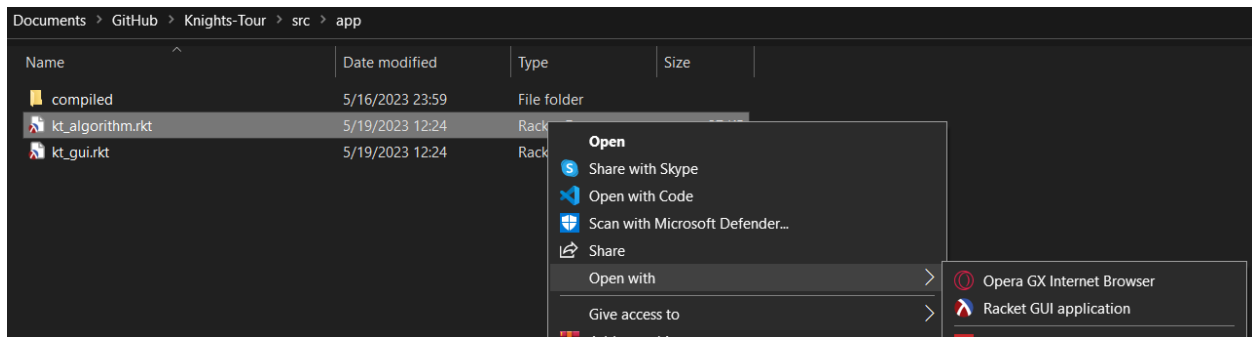 Documents > GitHub > Knights-Tour > src > app
Name Date modified Type Size
compiled 5/16/2023 23:59 File folder
kt_algorithm.rkt 5/19/2023 12:24 Rack
kt_gui.rkt 5/19/2023 12:24 Rack
Open
Share with Skype
Open with Code
Scan with Microsoft Defender...
Share
Open with
Opera GX Internet Browser
Racket GUI application
Give access to